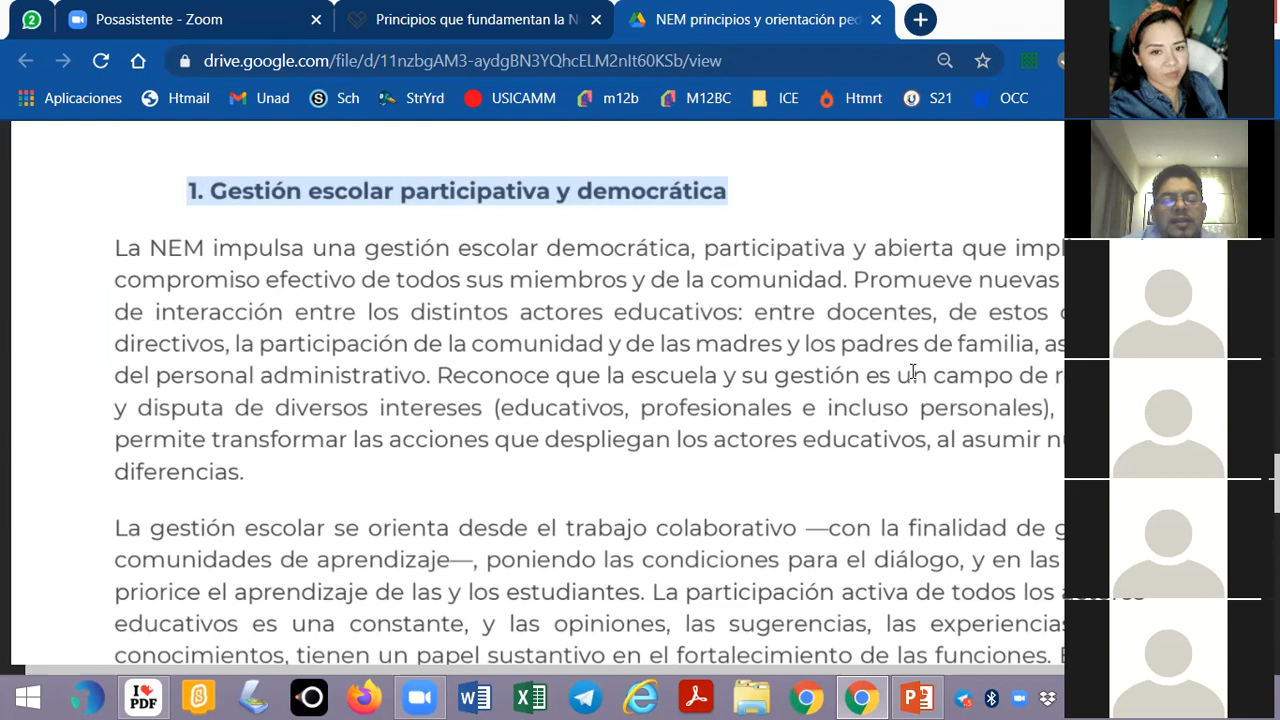 2
Posasistente - Zoom
Principios que fundamentan la N
NEM principios y orientación pe
drive.google.com/file/d/11nzbgAM3-aydgBN3YQhcELM2nIt60KSb/view
Aplicaciones Htmail Unad Sch StrYrd USICAMM m12b M12BC ICE Htmrt S21 OCC
1. Gestión escolar participativa y democrática
La NEM impulsa una gestión escolar democrática, participativa y abierta que
compromiso efectivo de todos sus miembros y de la comunidad. Promueve nuevas
de interacción entre los distintos actores educativos: entre docentes, de estos
directivos, la participación de la comunidad y de las madres y los padres de familia,
del personal administrativo. Reconoce que la escuela y su gestión es un campo de
y disputa de diversos intereses (educativos, profesionales e incluso personales),
permite transformar las acciones que despliegan los actores educativos, al asumir
diferencias.
La gestión escolar se orienta desde el trabajo colaborativo —con la finalidad de
comunidades de aprendizaje—, poniendo las condiciones para el diálogo, y en las
priorice el aprendizaje de las y los estudiantes. La participación activa de todos los actores
educativos es una constante, y las opiniones, las sugerencias, las experiencias
conocimientos, tienen un papel sustantivo en el fortalecimiento de las funciones.
I PDF